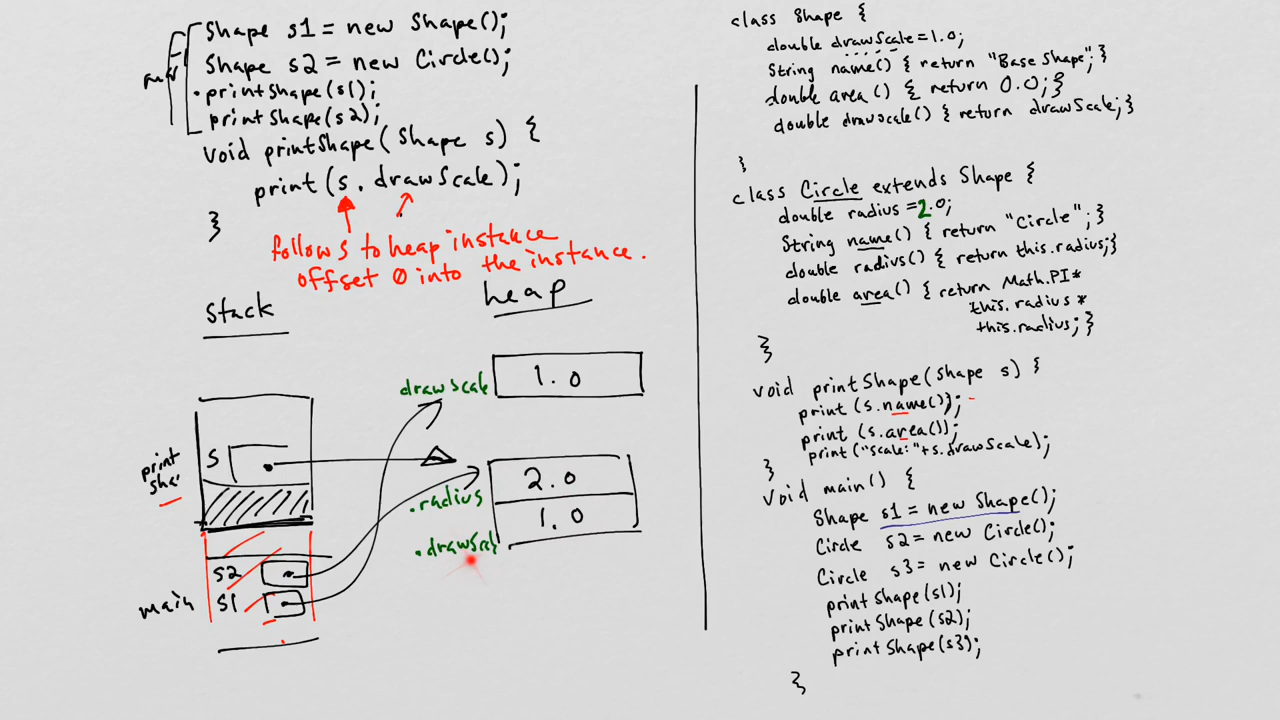 Shape s1 = new Shape();
Shape s2 = new Circle();
printShape(s1);
printShape(s2);
void printShape(Shape s) {
print(s.drawScale);
}
follow s to heap instance
offset 0 into the instance.
stack
heap
drawScale
1.0
print
sha
s
2.0
.radius
1.0
.drawScale
s2
main
s1
class Shape {
double drawScale=1.0;
String name() { return "Base Shape"; }
double area() { return 0.0; }
double drawscale() { return drawScale; }
}
class Circle extends Shape {
double radius = 2.0;
String name() { return "Circle"; }
double radius() { return this.radius; }
double area() { return Math.PI*
this.radius *
this.radius; }
}
void printShape(Shape s) {
print (s.name());
print (s.area());
print ("scale:"+s.drawScale);
}
void main() {
Shape s1 = new Shape();
Circle s2 = new Circle();
Circle s3 = new Circle();
printShape(s1);
printShape(s2);
printShape(s3);
}